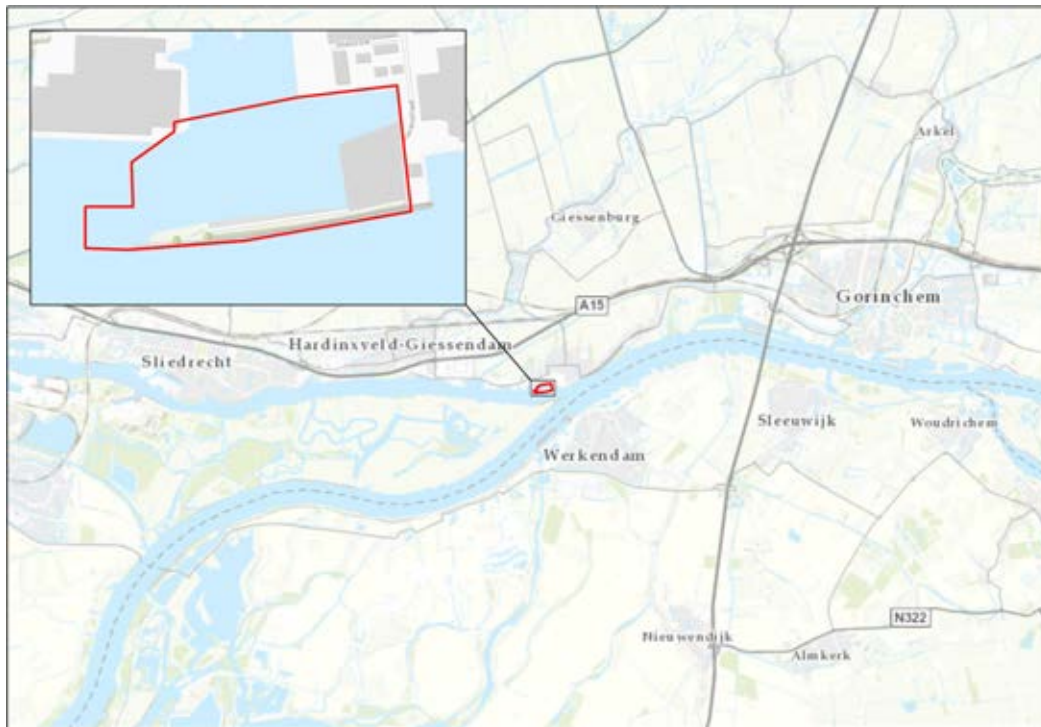 Arkel
Giessenburg
Gorinchem
A15
Hardinxveld-Giessendam
Sliedrecht
Sleeuwijk
Woudrichem
Werkendam
N322
Nieuwendijk
Almkerk